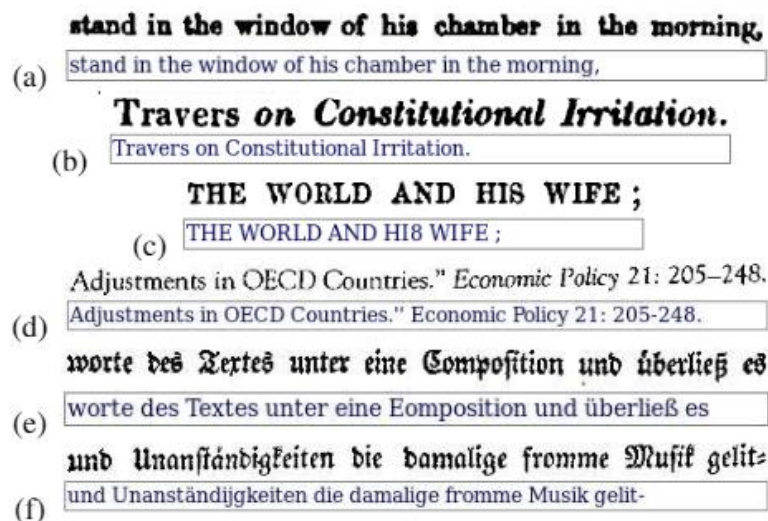 stand in the window of his chamber in the morning,
(a) stand in the window of his chamber in the morning,
Travers on Constitutional Irritation.
(b) Travers on Constitutional Irritation.
THE WORLD AND HIS WIFE ;
(c) THE WORLD AND HI8 WIFE ;
Adjustments in OECD Countries." Economic Policy 21: 205–248.
(d) Adjustments in OECD Countries." Economic Policy 21: 205-248.
worte des Textes unter eine Compoſition und überließ es
(e) worte des Textes unter eine Eomposition und überließ es
und Unanſtändigkeiten die damalige fromme Muſik gelit⸗
(f) und Unanständijgkeiten die damalige fromme Musik gelit-